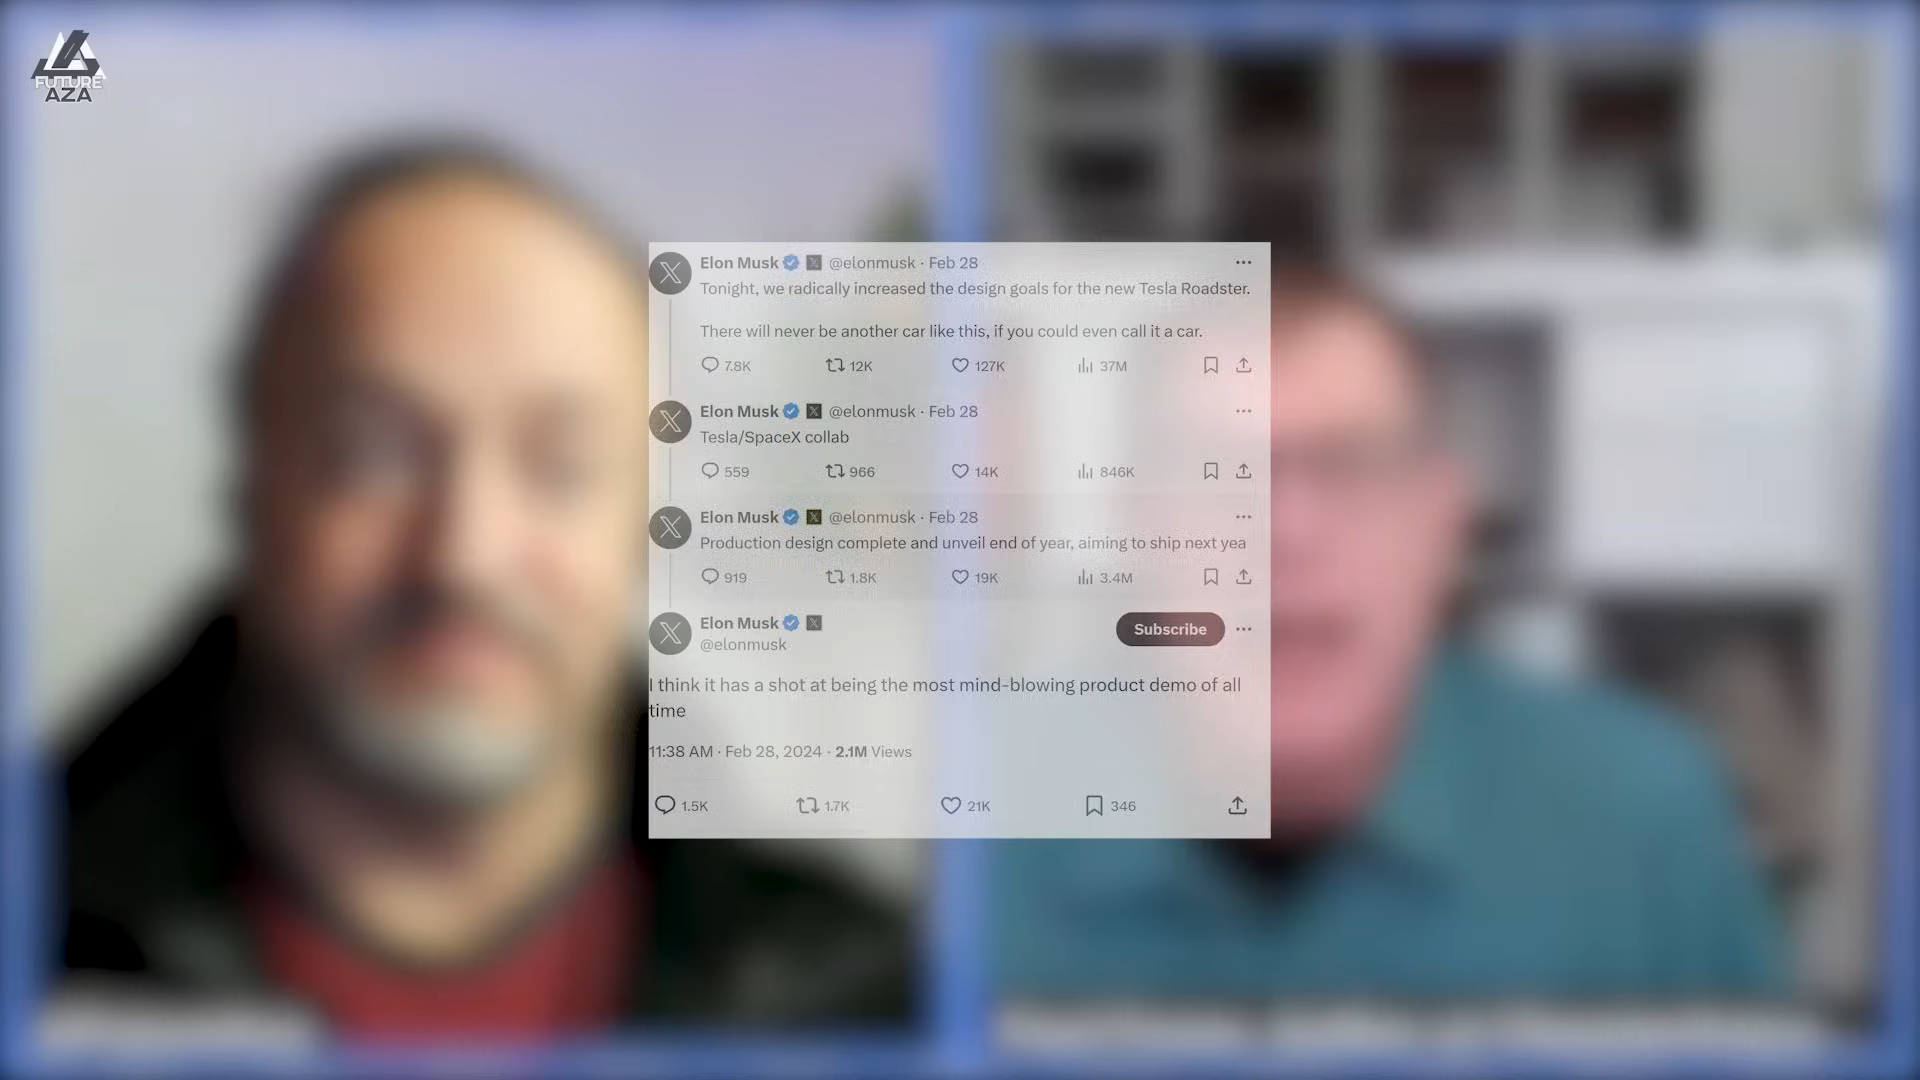 FUTURE
AZA
Elon Musk @elonmusk · Feb 28
Tonight, we radically increased the design goals for the new Tesla Roadster.
There will never be another car like this, if you could even call it a car.
7.8K 12K 127K 37M
Elon Musk @elonmusk · Feb 28
Tesla/SpaceX collab
559 966 14K 846K
Elon Musk @elonmusk · Feb 28
Production design complete and unveil end of year, aiming to ship next yea
919 1.8K 19K 3.4M
Elon Musk
@elonmusk
Subscribe
I think it has a shot at being the most mind-blowing product demo of all
time
11:38 AM · Feb 28, 2024 · 2.1M Views
1.5K 1.7K 21K 346